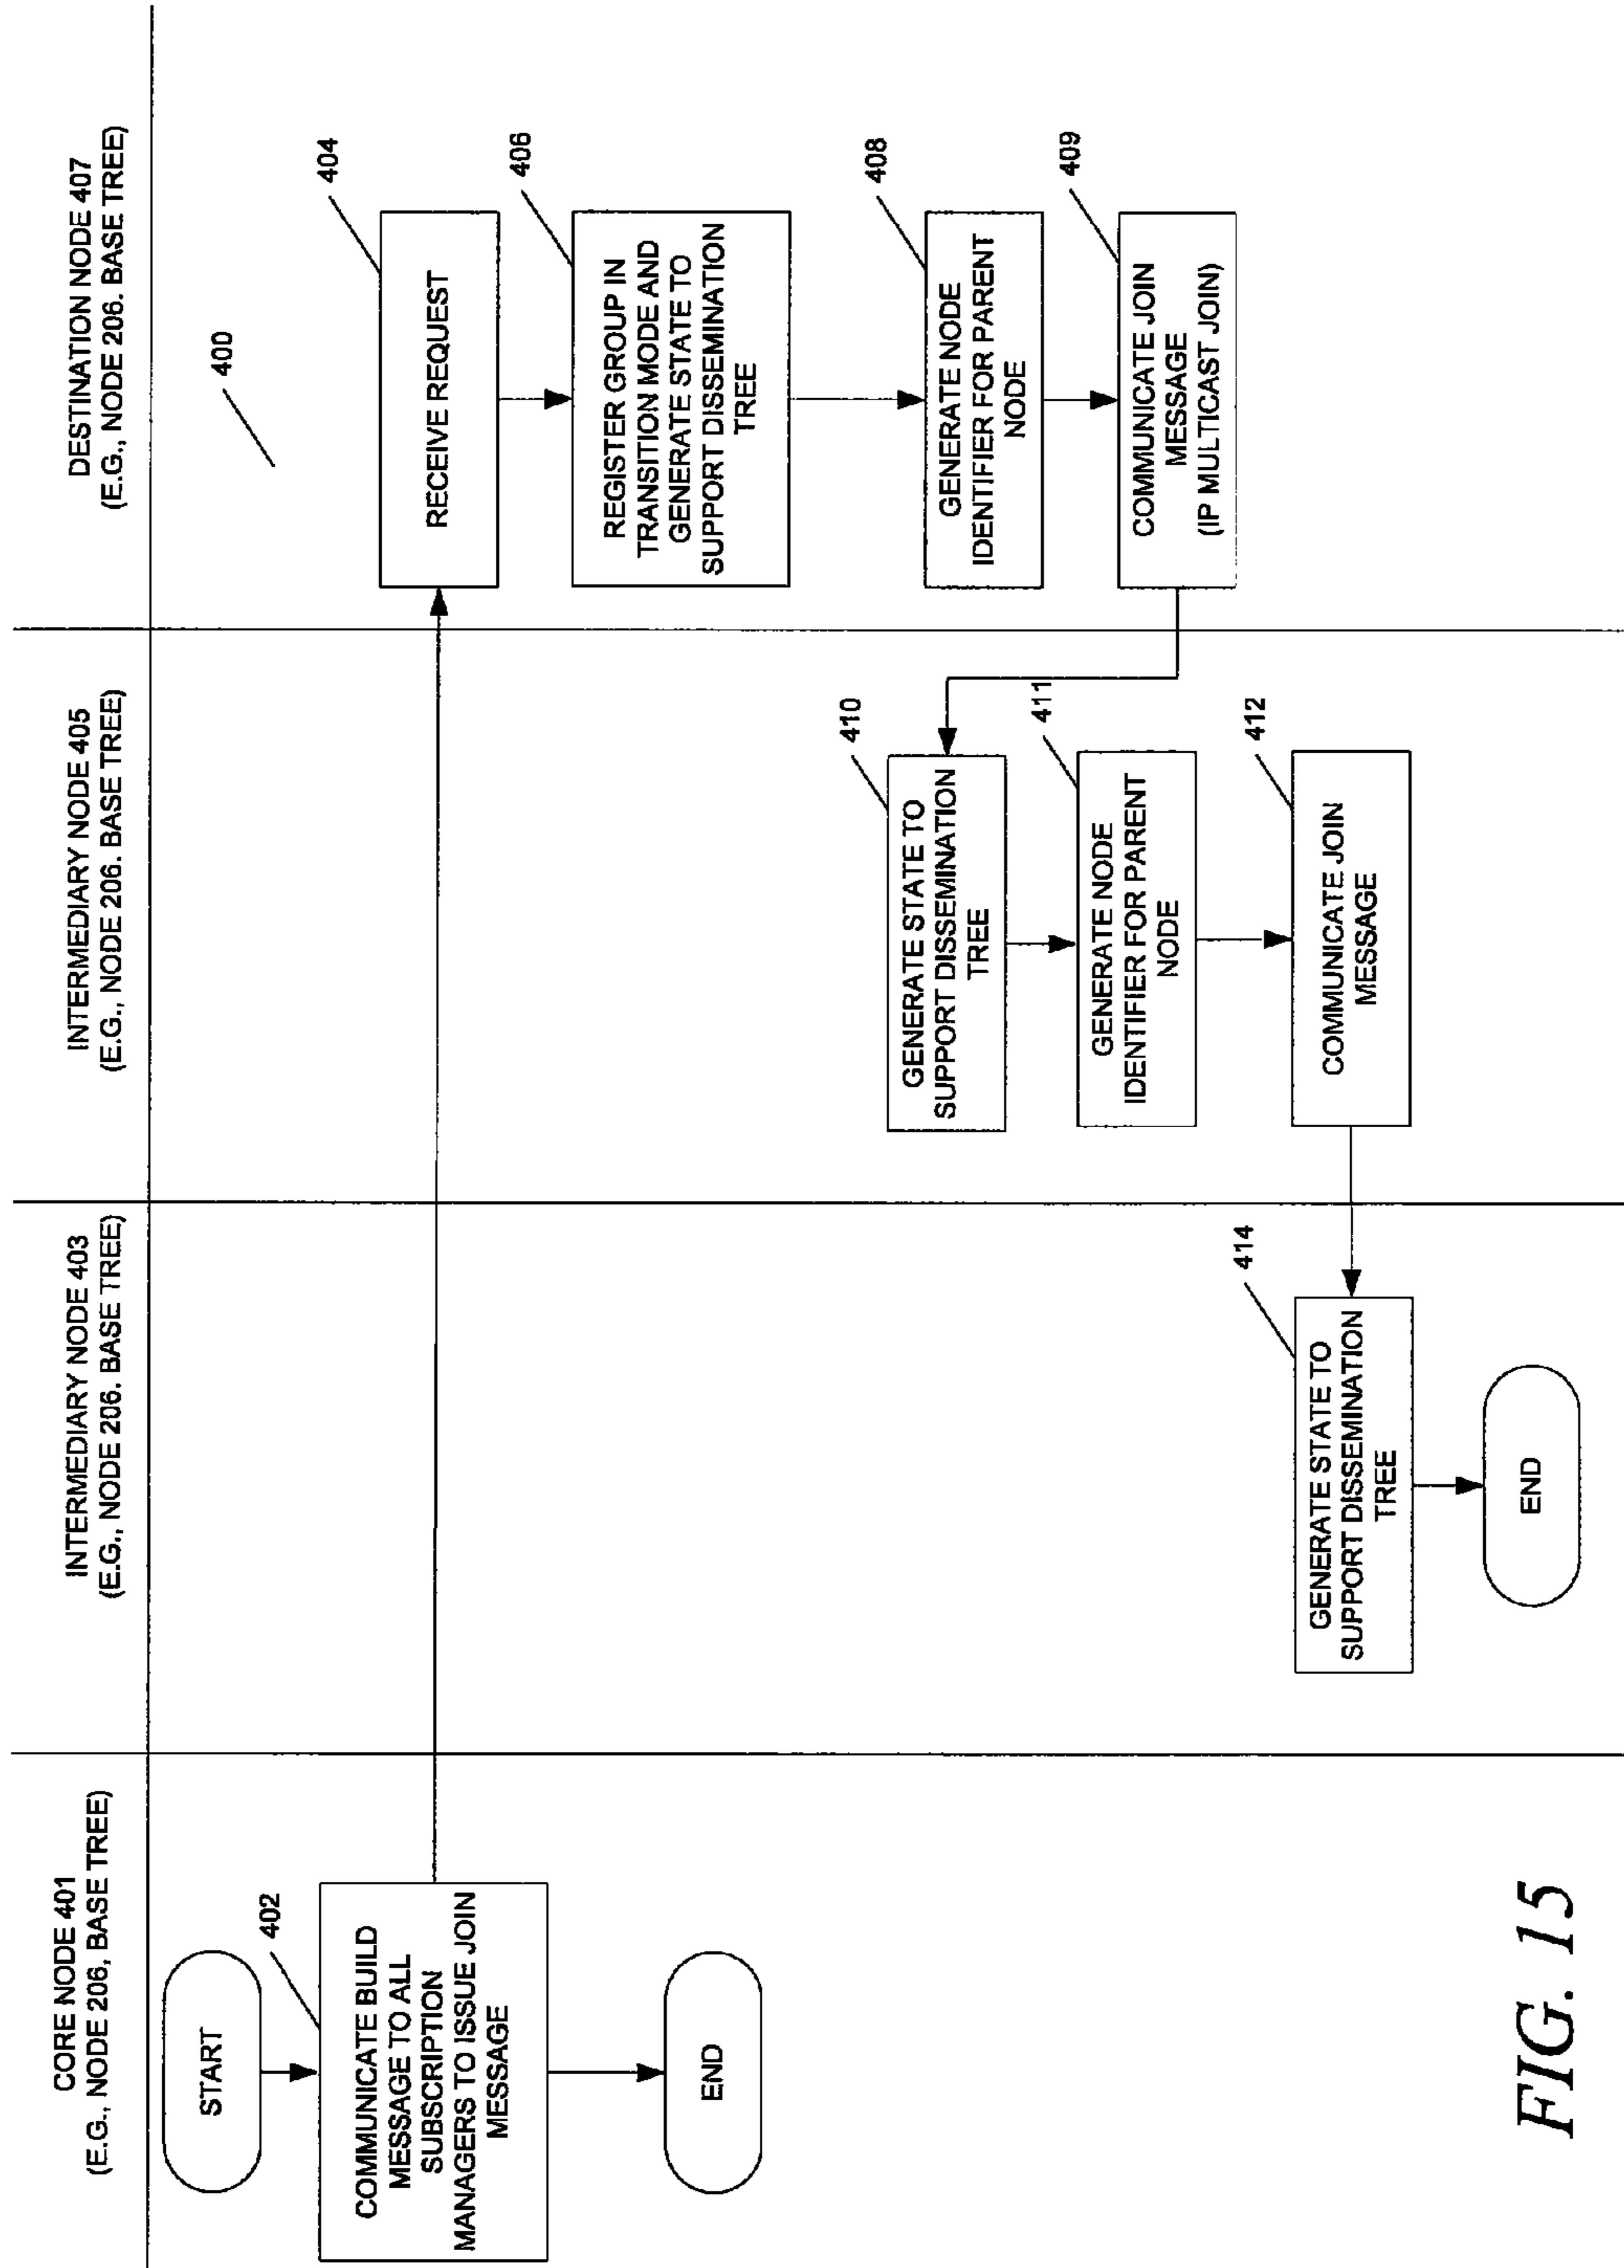 CORE NODE 401
(E.G., NODE 206, BASE TREE)
START
402
COMMUNICATE BUILD
MESSAGE TO ALL
SUBSCRIPTION
MANAGERS TO ISSUE JOIN
MESSAGE
END
INTERMEDIARY NODE 403
(E.G., NODE 206. BASE TREE)
414
GENERATE STATE TO
SUPPORT DISSEMINATION
TREE
END
INTERMEDIARY NODE 405
(E.G., NODE 206. BASE TREE)
410
GENERATE STATE TO
SUPPORT DISSEMINATION
TREE
411
GENERATE NODE
IDENTIFIER FOR PARENT
NODE
412
COMMUNICATE JOIN
MESSAGE
DESTINATION NODE 407
(E.G., NODE 206. BASE TREE)
400
404
RECEIVE REQUEST
406
REGISTER GROUP IN
TRANSITION MODE AND
GENERATE STATE TO
SUPPORT DISSEMINATION
TREE
408
GENERATE NODE
IDENTIFIER FOR PARENT
NODE
409
COMMUNICATE JOIN
MESSAGE
(IP MULTICAST JOIN)
FIG. 15